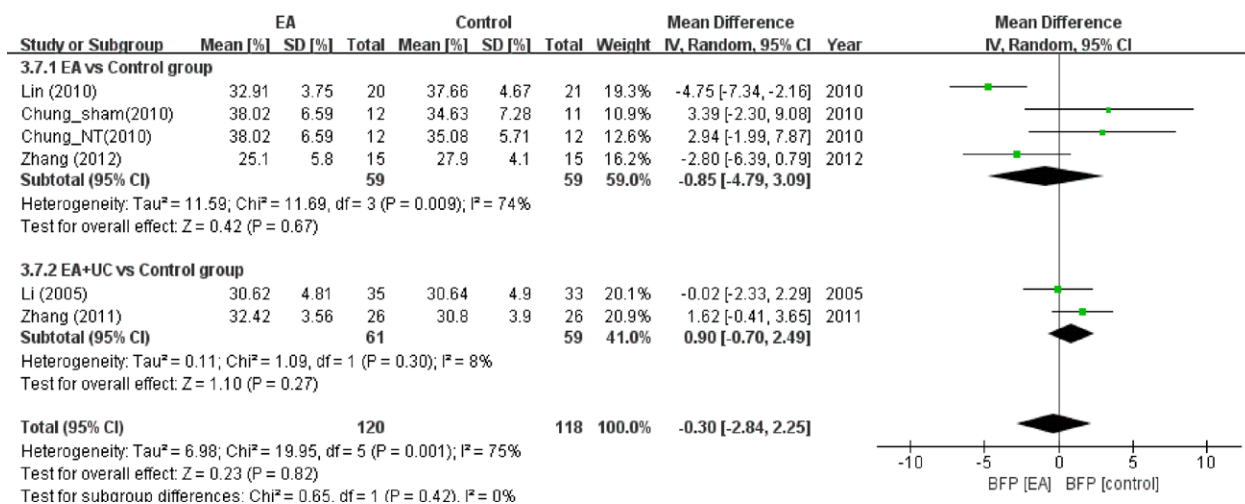 EA Control Mean Difference Mean Difference
Study or Subgroup Mean [%] SD [%] Total Mean [%] SD [%] Total Weight IV, Random, 95% CI Year IV, Random, 95% CI
3.7.1 EA vs Control group
Lin (2010) 32.91 3.75 20 37.66 4.67 21 19.3% -4.75 [-7.34, -2.16] 2010
Chung_sham(2010) 38.02 6.59 12 34.63 7.28 11 10.9% 3.39 [-2.30, 9.08] 2010
Chung_NT(2010) 38.02 6.59 12 35.08 5.71 12 12.6% 2.94 [-1.99, 7.87] 2010
Zhang (2012) 25.1 5.8 15 27.9 4.1 15 16.2% -2.80 [-6.39, 0.79] 2012
Subtotal (95% CI) 59 59 59.0% -0.85 [-4.79, 3.09]
Heterogeneity: Tau² = 11.59; Chi² = 11.69, df = 3 (P = 0.009); I² = 74%
Test for overall effect: Z = 0.42 (P = 0.67)
3.7.2 EA+UC vs Control group
Li (2005) 30.62 4.81 35 30.64 4.9 33 20.1% -0.02 [-2.33, 2.29] 2005
Zhang (2011) 32.42 3.56 26 30.8 3.9 26 20.9% 1.62 [-0.41, 3.65] 2011
Subtotal (95% CI) 61 59 41.0% 0.90 [-0.70, 2.49]
Heterogeneity: Tau² = 0.11; Chi² = 1.09, df = 1 (P = 0.30); I² = 8%
Test for overall effect: Z = 1.10 (P = 0.27)
Total (95% CI) 120 118 100.0% -0.30 [-2.84, 2.25]
Heterogeneity: Tau² = 6.98; Chi² = 19.95, df = 5 (P = 0.001); I² = 75%
Test for overall effect: Z = 0.23 (P = 0.82)
Test for subgroup differences: Chi² = 0.65, df = 1 (P = 0.42), I² = 0%
-10 -5 0 5 10
BFP [EA] BFP [control]